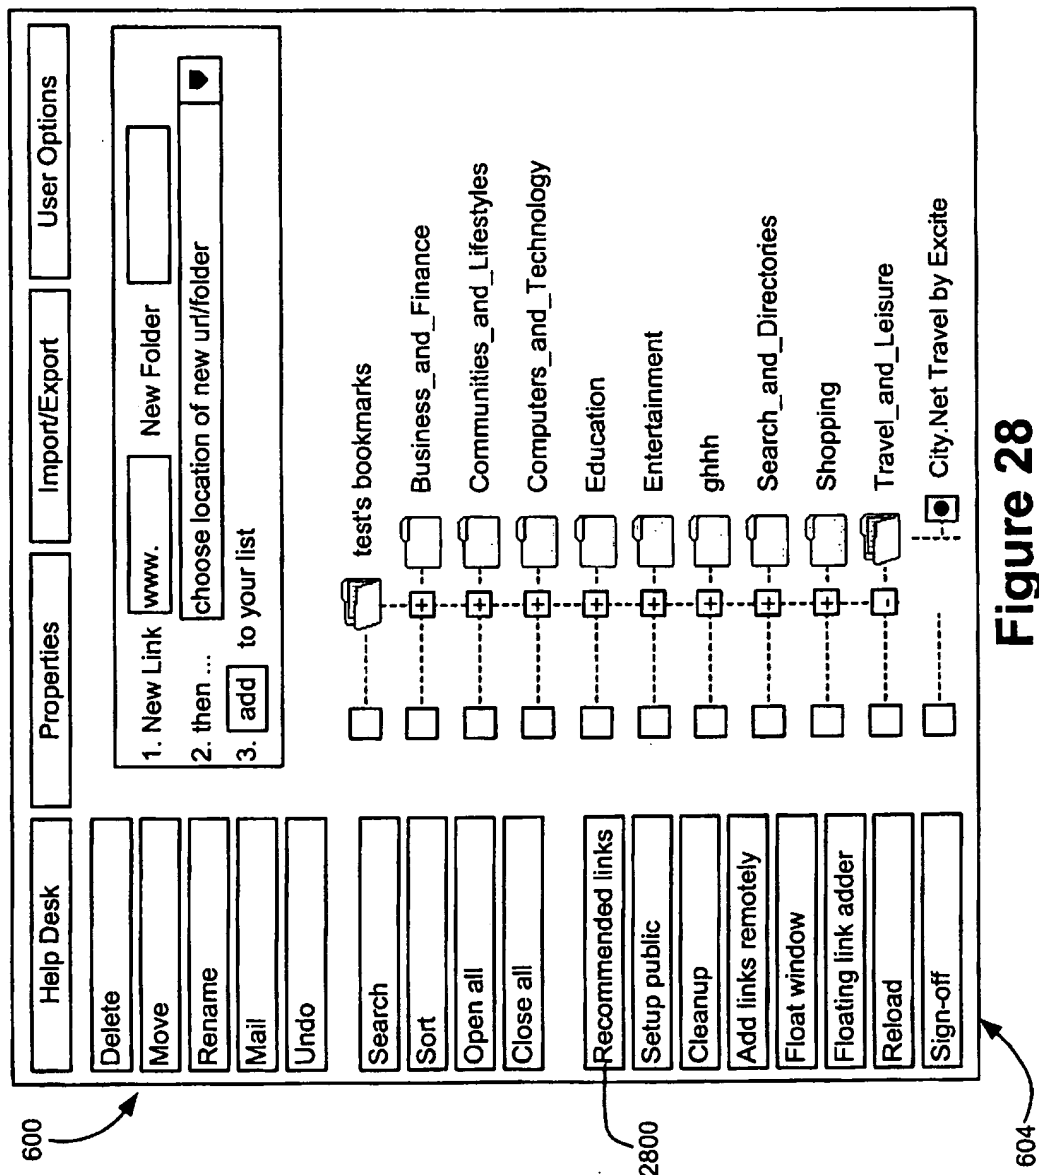 Help Desk Properties Import/Export User Options
Delete
Move
Rename
Mail
Undo
Search
Sort
Open all
Close all
Recommended links
Setup public
Cleanup
Add links remotely
Float window
Floating link adder
Reload
Sign-off
1. New Link www. New Folder
2. then ... choose location of new url/folder
3. add to your list
test's bookmarks
+ Business_and_Finance
+ Communities_and_Lifestyles
+ Computers_and_Technology
+ Education
+ Entertainment
+ ghhh
+ Search_and_Directories
+ Shopping
- Travel_and_Leisure
City.Net Travel by Excite
600
2800
604
Figure 28